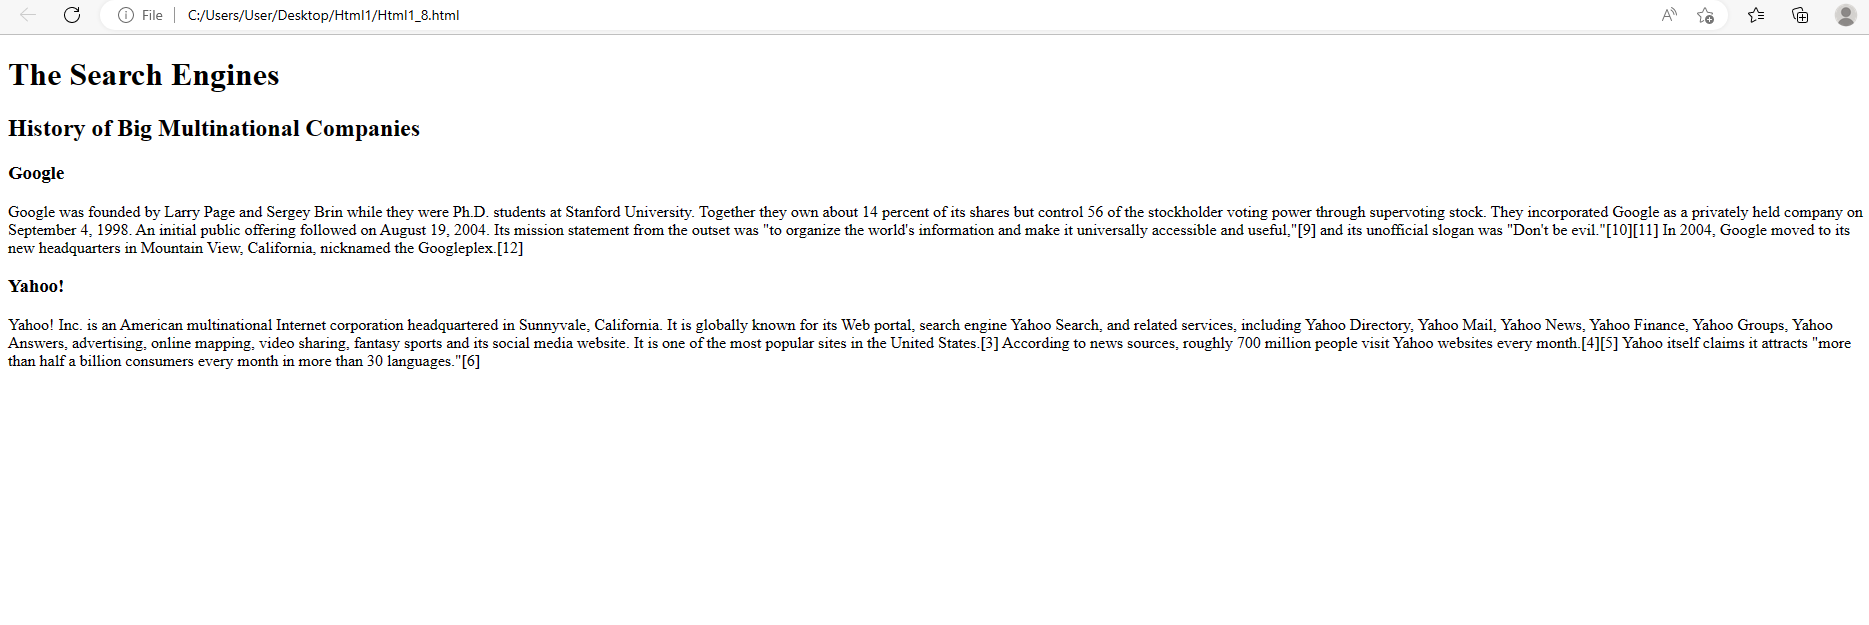 File C:/Users/User/Desktop/Html1/Html1_8.html
The Search Engines
History of Big Multinational Companies
Google
Google was founded by Larry Page and Sergey Brin while they were Ph.D. students at Stanford University. Together they own about 14 percent of its shares but control 56 of the stockholder voting power through supervoting stock. They incorporated Google as a privately held company on
September 4, 1998. An initial public offering followed on August 19, 2004. Its mission statement from the outset was "to organize the world's information and make it universally accessible and useful,"[9] and its unofficial slogan was "Don't be evil."[10][11] In 2004, Google moved to its
new headquarters in Mountain View, California, nicknamed the Googleplex.[12]
Yahoo!
Yahoo! Inc. is an American multinational Internet corporation headquartered in Sunnyvale, California. It is globally known for its Web portal, search engine Yahoo Search, and related services, including Yahoo Directory, Yahoo Mail, Yahoo News, Yahoo Finance, Yahoo Groups, Yahoo
Answers, advertising, online mapping, video sharing, fantasy sports and its social media website. It is one of the most popular sites in the United States.[3] According to news sources, roughly 700 million people visit Yahoo websites every month.[4][5] Yahoo itself claims it attracts "more
than half a billion consumers every month in more than 30 languages."[6]